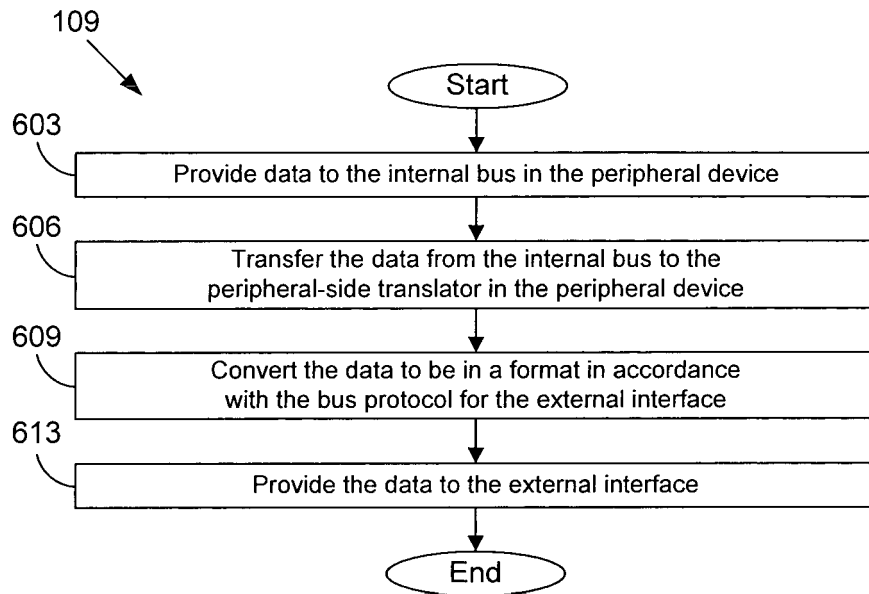 109
Start
603
Provide data to the internal bus in the peripheral device
606
Transfer the data from the internal bus to the
peripheral-side translator in the peripheral device
609
Convert the data to be in a format in accordance
with the bus protocol for the external interface
613
Provide the data to the external interface
End